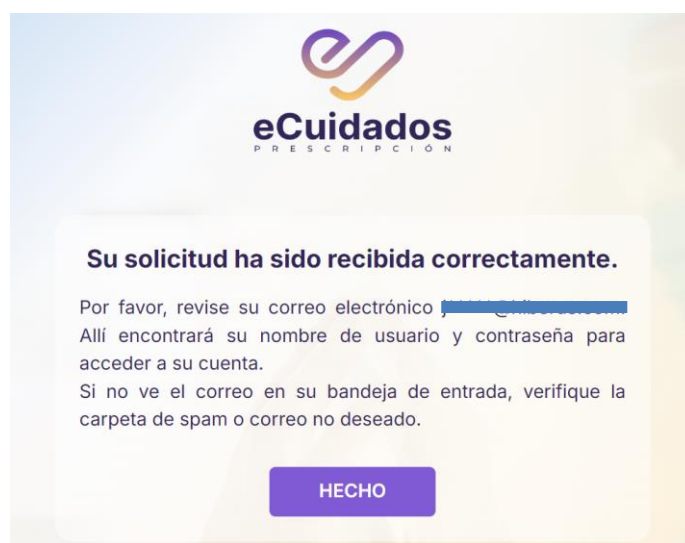 eCuidados
PRESCRIPCIÓN
Su solicitud ha sido recibida correctamente.
Por favor, revise su correo electrónico
Allí encontrará su nombre de usuario y contraseña para
acceder a su cuenta.
Si no ve el correo en su bandeja de entrada, verifique la
carpeta de spam o correo no deseado.
HECHO